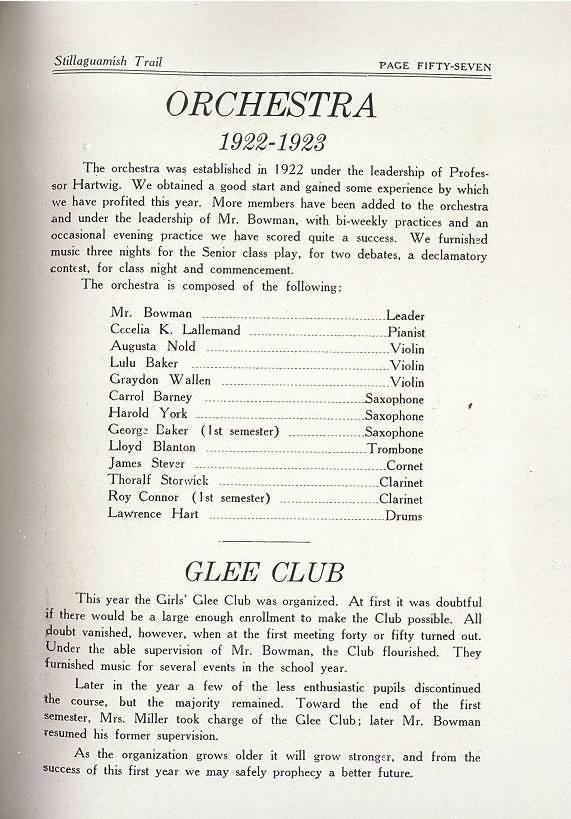 Stillaguamish Trail PAGE FIFTY-SEVEN
ORCHESTRA
1922-1923
The orchestra was established in 1922 under the leadership of Profes-
sor Hartwig. We obtained a good start and gained some experience by which
we have profited this year. More members have been added to the orchestra
and under the leadership of Mr. Bowman, with bi-weekly practices and an
occasional evening practice we have scored quite a success. We furnished
music three nights for the Senior class play, for two debates, a declamatory
contest, for class night and commencement.
The orchestra is composed of the following:
Mr. Bowman ........ Leader
Cecelia K. Lallemand ........ Pianist
Augusta Nold ........ Violin
Lulu Baker ........ Violin
Graydon Wallen ........ Violin
Carrol Barney ........ Saxophone
Harold York ........ Saxophone
George Baker (1st semester) ........ Saxophone
Lloyd Blanton ........ Trombone
James Stever ........ Cornet
Thoralf Storwick ........ Clarinet
Roy Connor (1st semester) ........ Clarinet
Lawrence Hart ........ Drums
GLEE CLUB
This year the Girls' Glee Club was organized. At first it was doubtful
if there would be a large enough enrollment to make the Club possible. All
doubt vanished, however, when at the first meeting forty or fifty turned out.
Under the able supervision of Mr. Bowman, the Club flourished. They
furnished music for several events in the school year.
Later in the year a few of the less enthusiastic pupils discontinued
the course, but the majority remained. Toward the end of the first
semester, Mrs. Miller took charge of the Glee Club; later Mr. Bowman
resumed his former supervision.
As the organization grows older it will grow stronger, and from the
success of this first year we may safely prophecy a better future.